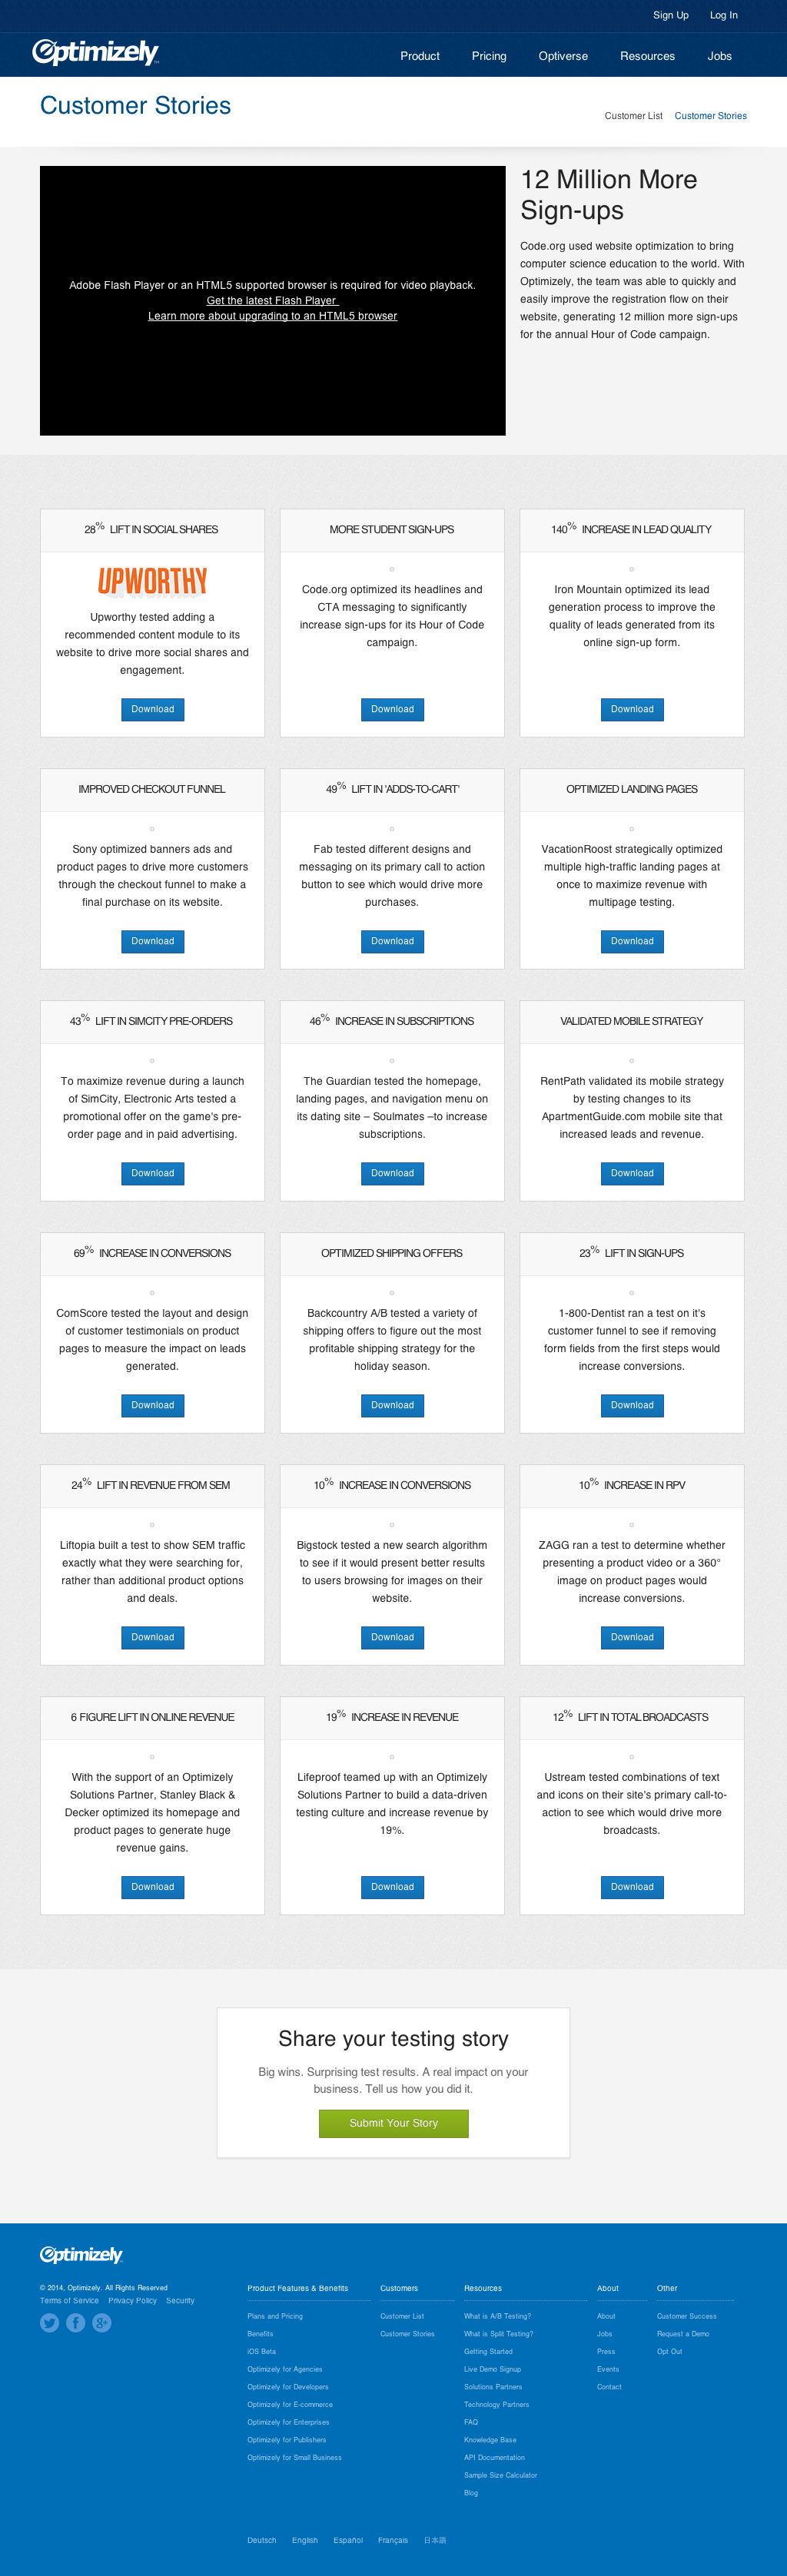 Sign Up Log In
Optimizely
Product Pricing Optiverse Resources Jobs
Customer Stories
Customer List Customer Stories
Adobe Flash Player or an HTML5 supported browser is required for video playback.
Get the latest Flash Player
Learn more about upgrading to an HTML5 browser
12 Million More
Sign-ups
Code.org used website optimization to bring
computer science education to the world. With
Optimizely, the team was able to quickly and
easily improve the registration flow on their
website, generating 12 million more sign-ups
for the annual Hour of Code campaign.
28% LIFT IN SOCIAL SHARES
UPWORTHY
Upworthy tested adding a
recommended content module to its
website to drive more social shares and
engagement.
Download
MORE STUDENT SIGN-UPS
Code.org optimized its headlines and
CTA messaging to significantly
increase sign-ups for its Hour of Code
campaign.
Download
140% INCREASE IN LEAD QUALITY
Iron Mountain optimized its lead
generation process to improve the
quality of leads generated from its
online sign-up form.
Download
IMPROVED CHECKOUT FUNNEL
Sony optimized banners ads and
product pages to drive more customers
through the checkout funnel to make a
final purchase on its website.
Download
49% LIFT IN 'ADDS-TO-CART'
Fab tested different designs and
messaging on its primary call to action
button to see which would drive more
purchases.
Download
OPTIMIZED LANDING PAGES
VacationRoost strategically optimized
multiple high-traffic landing pages at
once to maximize revenue with
multipage testing.
Download
43% LIFT IN SIMCITY PRE-ORDERS
To maximize revenue during a launch
of SimCity, Electronic Arts tested a
promotional offer on the game's pre-
order page and in paid advertising.
Download
46% INCREASE IN SUBSCRIPTIONS
The Guardian tested the homepage,
landing pages, and navigation menu on
its dating site – Soulmates –to increase
subscriptions.
Download
VALIDATED MOBILE STRATEGY
RentPath validated its mobile strategy
by testing changes to its
ApartmentGuide.com mobile site that
increased leads and revenue.
Download
69% INCREASE IN CONVERSIONS
ComScore tested the layout and design
of customer testimonials on product
pages to measure the impact on leads
generated.
Download
OPTIMIZED SHIPPING OFFERS
Backcountry A/B tested a variety of
shipping offers to figure out the most
profitable shipping strategy for the
holiday season.
Download
23% LIFT IN SIGN-UPS
1-800-Dentist ran a test on it's
customer funnel to see if removing
form fields from the first steps would
increase conversions.
Download
24% LIFT IN REVENUE FROM SEM
Liftopia built a test to show SEM traffic
exactly what they were searching for,
rather than additional product options
and deals.
Download
10% INCREASE IN CONVERSIONS
Bigstock tested a new search algorithm
to see if it would present better results
to users browsing for images on their
website.
Download
10% INCREASE IN RPV
ZAGG ran a test to determine whether
presenting a product video or a 360°
image on product pages would
increase conversions.
Download
6 FIGURE LIFT IN ONLINE REVENUE
With the support of an Optimizely
Solutions Partner, Stanley Black &
Decker optimized its homepage and
product pages to generate huge
revenue gains.
Download
19% INCREASE IN REVENUE
Lifeproof teamed up with an Optimizely
Solutions Partner to build a data-driven
testing culture and increase revenue by
19%.
Download
12% LIFT IN TOTAL BROADCASTS
Ustream tested combinations of text
and icons on their site's primary call-to-
action to see which would drive more
broadcasts.
Download
Share your testing story
Big wins. Surprising test results. A real impact on your
business. Tell us how you did it.
Submit Your Story
Optimizely
© 2014, Optimizely. All Rights Reserved
Terms of Service Privacy Policy Security
Product Features & Benefits
Plans and Pricing
Benefits
iOS Beta
Optimizely for Agencies
Optimizely for Developers
Optimizely for E-commerce
Optimizely for Enterprises
Optimizely for Publishers
Optimizely for Small Business
Customers
Customer List
Customer Stories
Resources
What is A/B Testing?
What is Split Testing?
Getting Started
Live Demo Signup
Solutions Partners
Technology Partners
FAQ
Knowledge Base
API Documentation
Sample Size Calculator
Blog
About
About
Jobs
Press
Events
Contact
Other
Customer Success
Request a Demo
Opt Out
Deutsch English Español Français 日本語